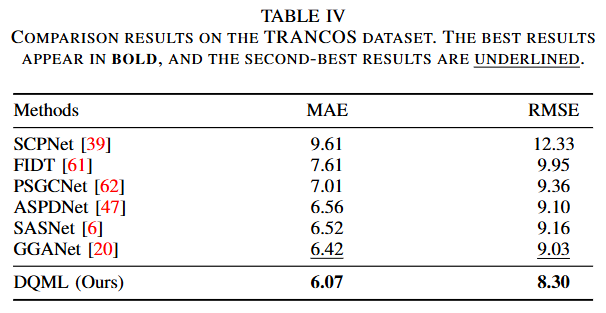 TABLE IV
COMPARISON RESULTS ON THE TRANCOS DATASET. THE BEST RESULTS
APPEAR IN BOLD, AND THE SECOND-BEST RESULTS ARE UNDERLINED.
Methods MAE RMSE
SCPNet [39] 9.61 12.33
FIDT [61] 7.61 9.95
PSGCNet [62] 7.01 9.36
ASPDNet [47] 6.56 9.10
SASNet [6] 6.52 9.16
GGANet [20] 6.42 9.03
DQML (Ours) 6.07 8.30